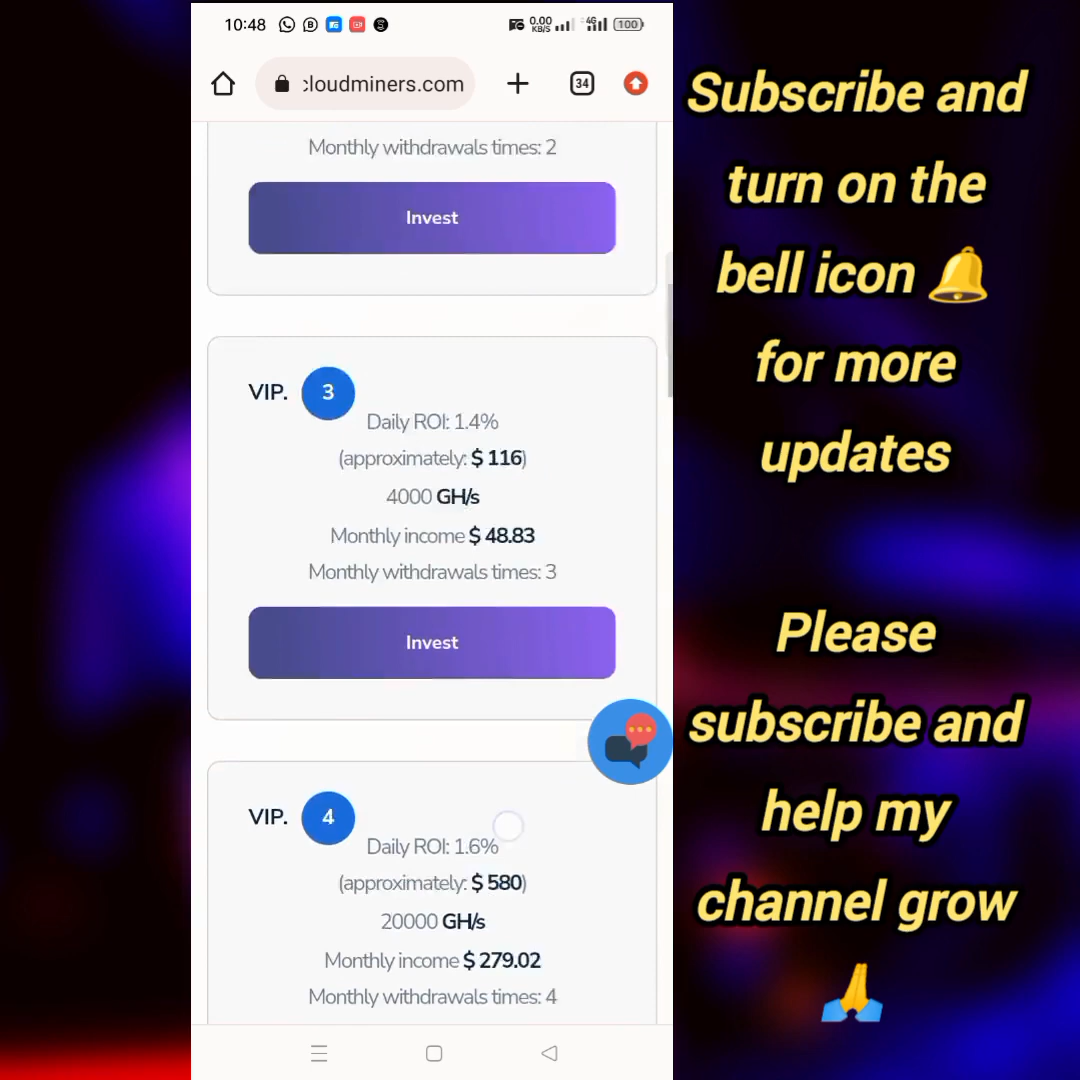 10:48
0.00
KB/S
4G
100
:loudminers.com
34
Monthly withdrawals times: 2
Invest
VIP. 3
Daily ROI: 1.4%
(approximately: $ 116)
4000 GH/s
Monthly income $ 48.83
Monthly withdrawals times: 3
Invest
VIP. 4
Daily ROI: 1.6%
(approximately: $ 580)
20000 GH/s
Monthly income $ 279.02
Monthly withdrawals times: 4
Subscribe and
turn on the
bell icon 🔔
for more
updates
Please
subscribe and
help my
channel grow
🙏